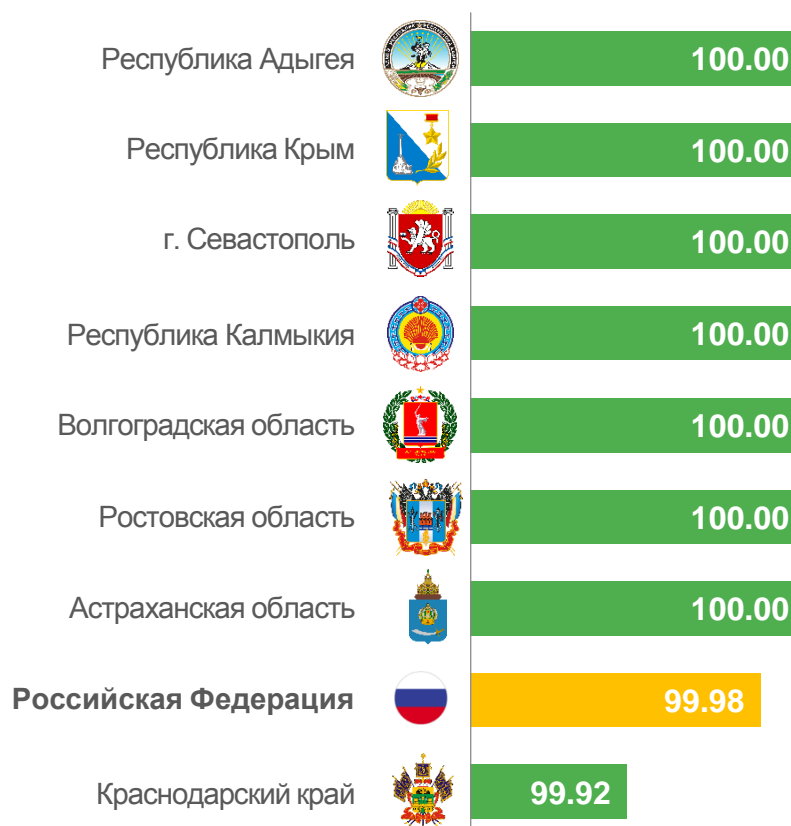 Республика Адыгея 100.00
Республика Крым 100.00
г. Севастополь 100.00
Республика Калмыкия 100.00
Волгоградская область 100.00
Ростовская область 100.00
Астраханская область 100.00
Российская Федерация 99.98
Краснодарский край 99.92